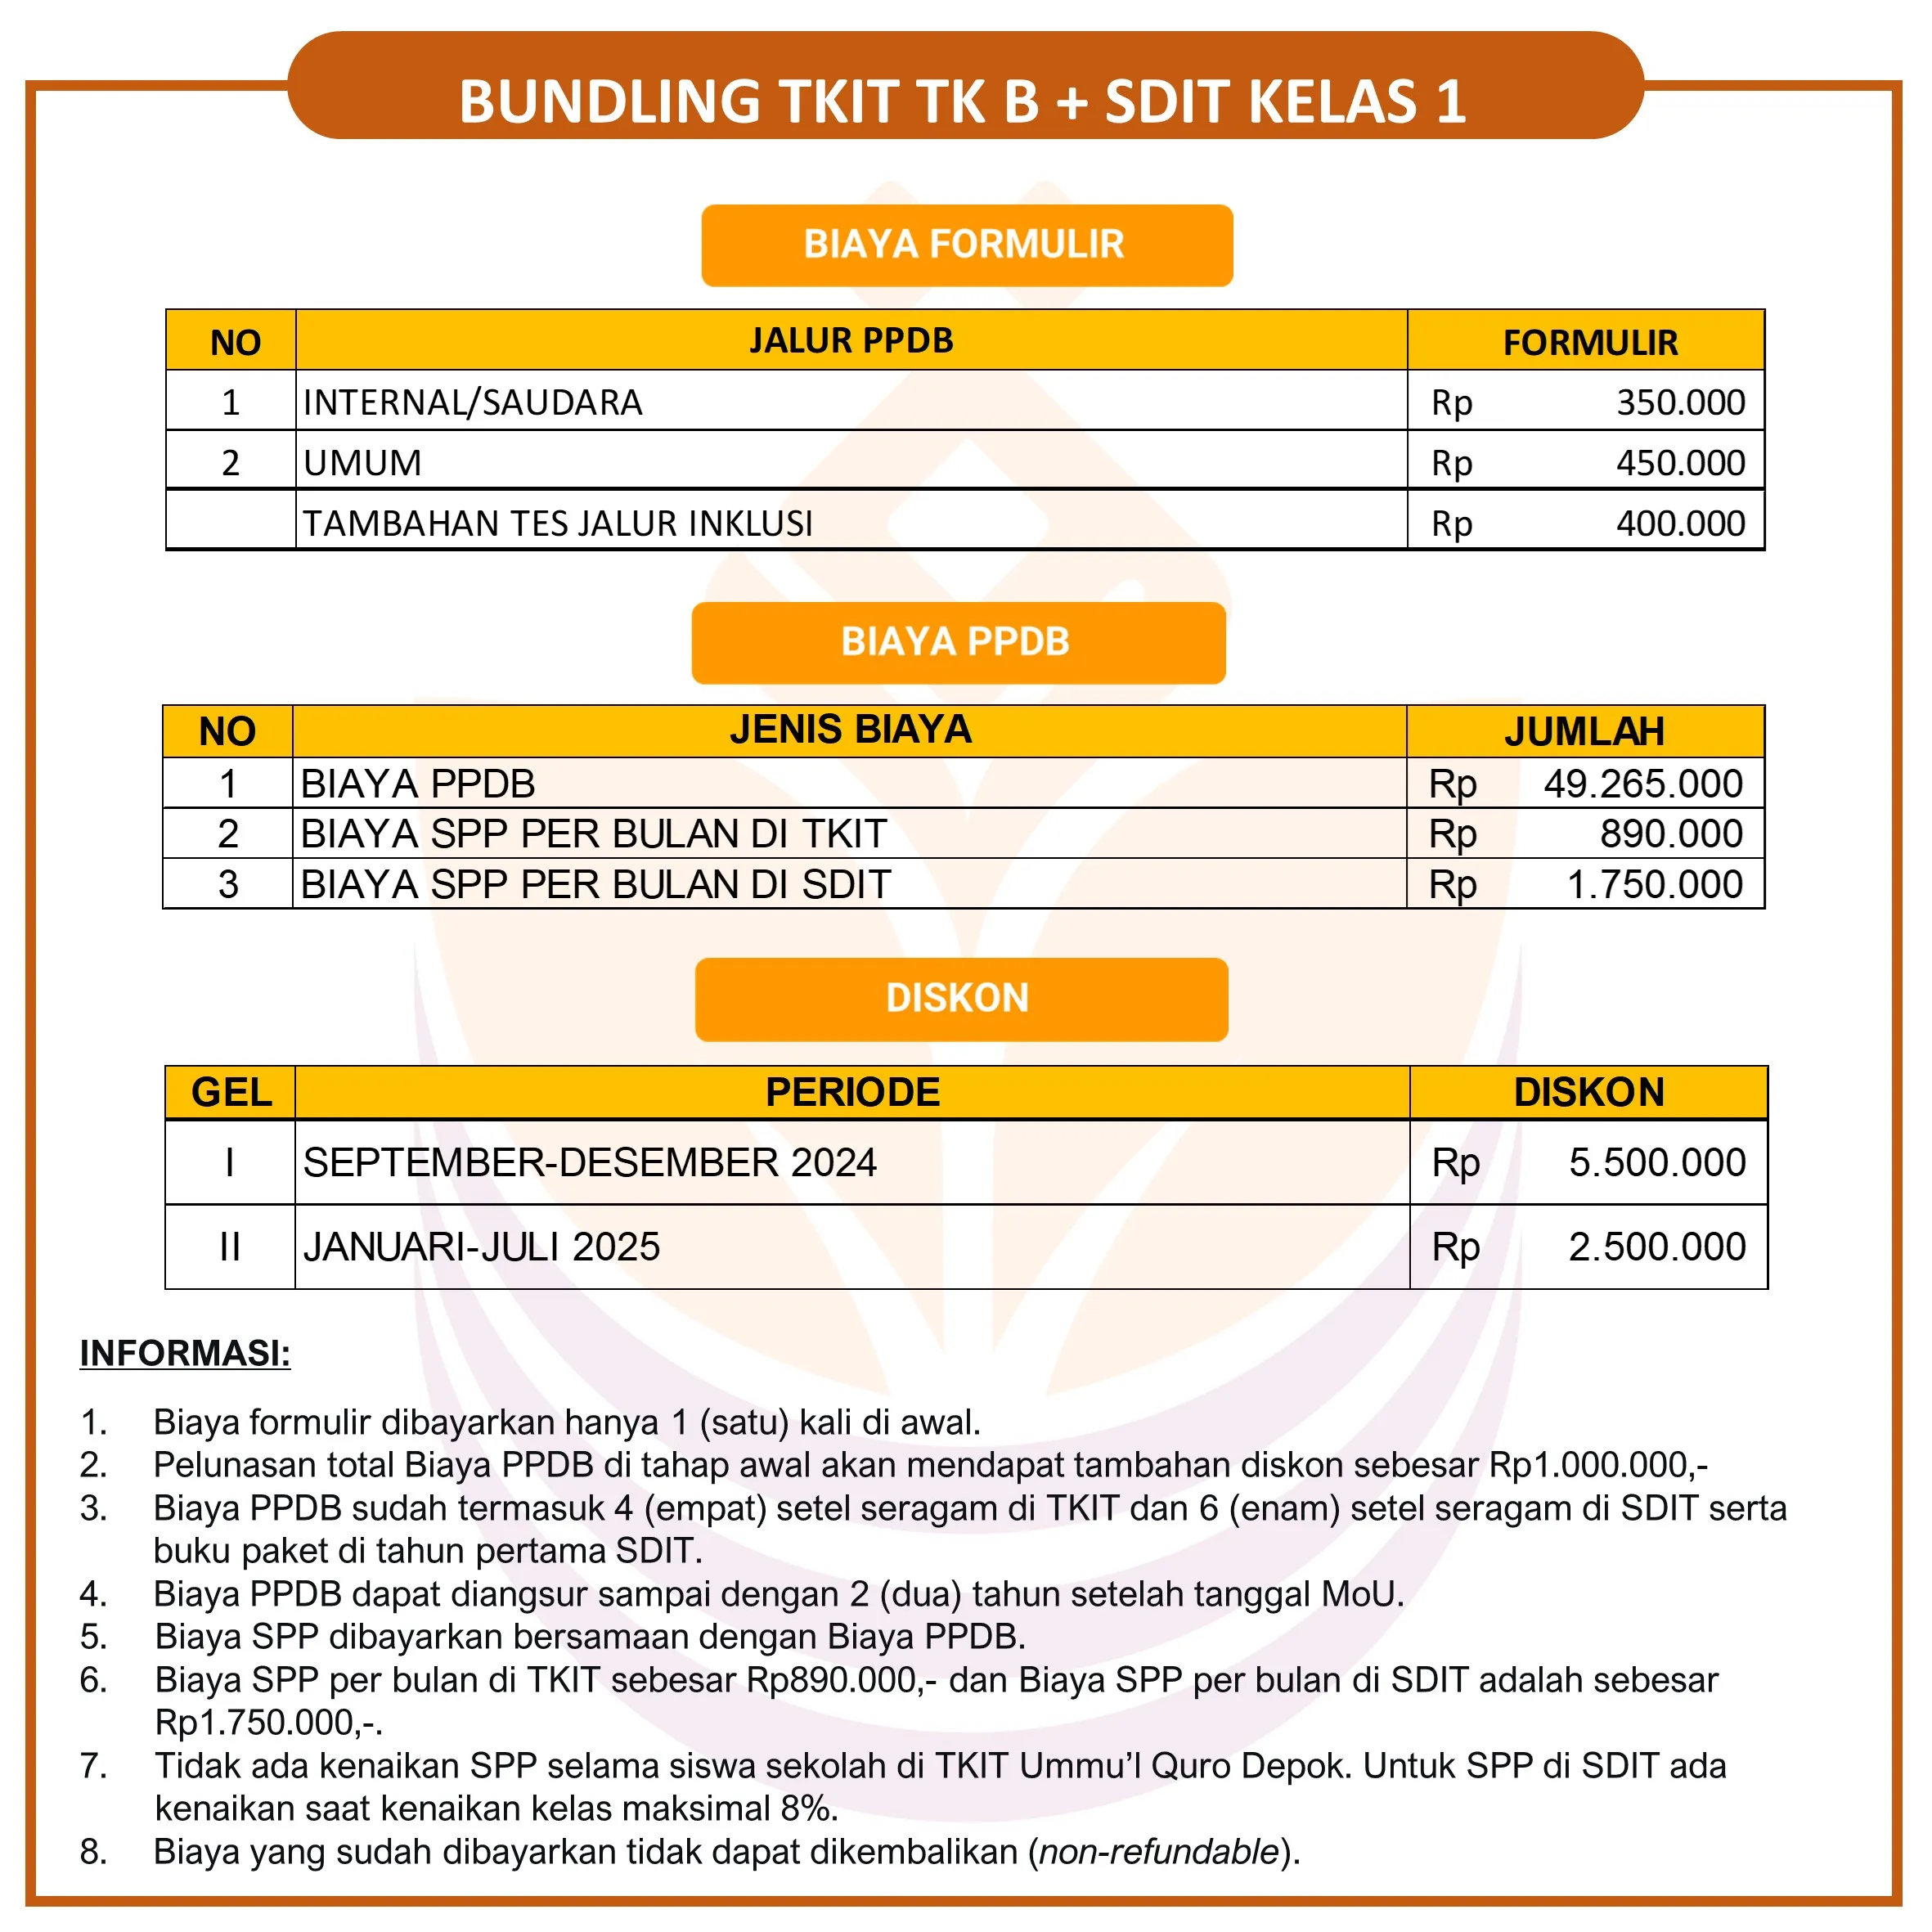 BUNDLING TKIT TK B + SDIT KELAS 1
BIAYA FORMULIR
NO JALUR PPDB FORMULIR
1 INTERNAL/SAUDARA Rp 350.000
2 UMUM Rp 450.000
TAMBAHAN TES JALUR INKLUSI Rp 400.000
BIAYA PPDB
NO JENIS BIAYA JUMLAH
1 BIAYA PPDB Rp 49.265.000
2 BIAYA SPP PER BULAN DI TKIT Rp 890.000
3 BIAYA SPP PER BULAN DI SDIT Rp 1.750.000
DISKON
GEL PERIODE DISKON
I SEPTEMBER-DESEMBER 2024 Rp 5.500.000
II JANUARI-JULI 2025 Rp 2.500.000
INFORMASI:
1. Biaya formulir dibayarkan hanya 1 (satu) kali di awal.
2. Pelunasan total Biaya PPDB di tahap awal akan mendapat tambahan diskon sebesar Rp1.000.000,-
3. Biaya PPDB sudah termasuk 4 (empat) setel seragam di TKIT dan 6 (enam) setel seragam di SDIT serta
buku paket di tahun pertama SDIT.
4. Biaya PPDB dapat diangsur sampai dengan 2 (dua) tahun setelah tanggal MoU.
5. Biaya SPP dibayarkan bersamaan dengan Biaya PPDB.
6. Biaya SPP per bulan di TKIT sebesar Rp890.000,- dan Biaya SPP per bulan di SDIT adalah sebesar
Rp1.750.000,-.
7. Tidak ada kenaikan SPP selama siswa sekolah di TKIT Ummu’l Quro Depok. Untuk SPP di SDIT ada
kenaikan saat kenaikan kelas maksimal 8%.
8. Biaya yang sudah dibayarkan tidak dapat dikembalikan (non-refundable).